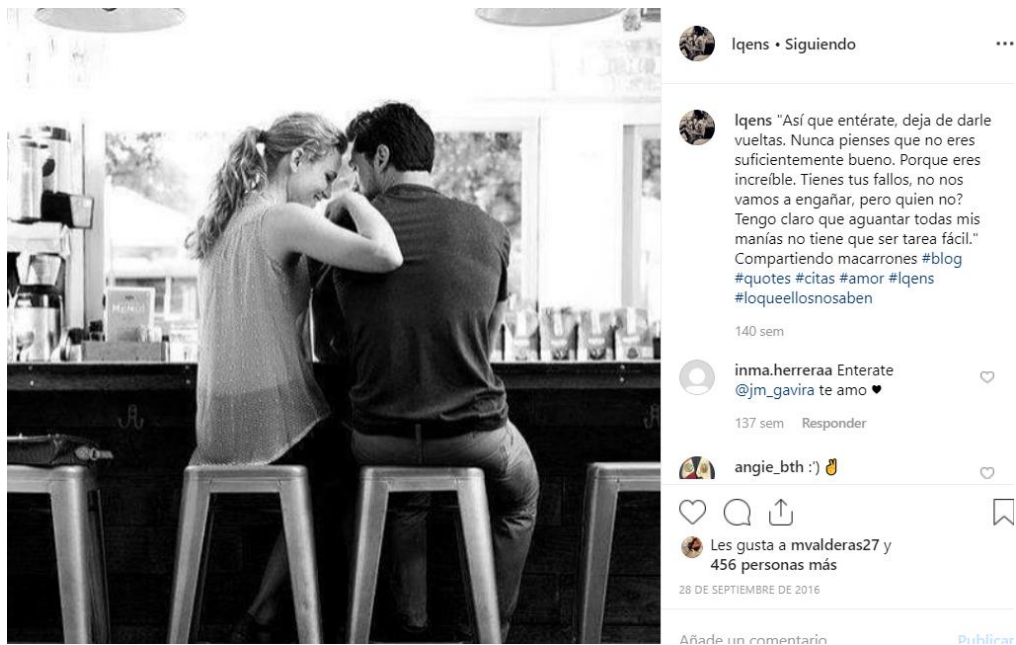 lqens • Siguiendo
lqens "Así que entérate, deja de darle
vueltas. Nunca pienses que no eres
suficientemente bueno. Porque eres
increíble. Tienes tus fallos, no nos
vamos a engañar, pero quien no?
Tengo claro que aguantar todas mis
manías no tiene que ser tarea fácil."
Compartiendo macarrones #blog
#quotes #citas #amor #lqens
#loqueellosnosaben
140 sem
inma.herreraa Enterate
@jm_gavira te amo ♥
137 sem Responder
angie_bth :') ✌
Les gusta a mvalderas27 y
456 personas más
28 DE SEPTIEMBRE DE 2016
Añade un comentario
Publicar